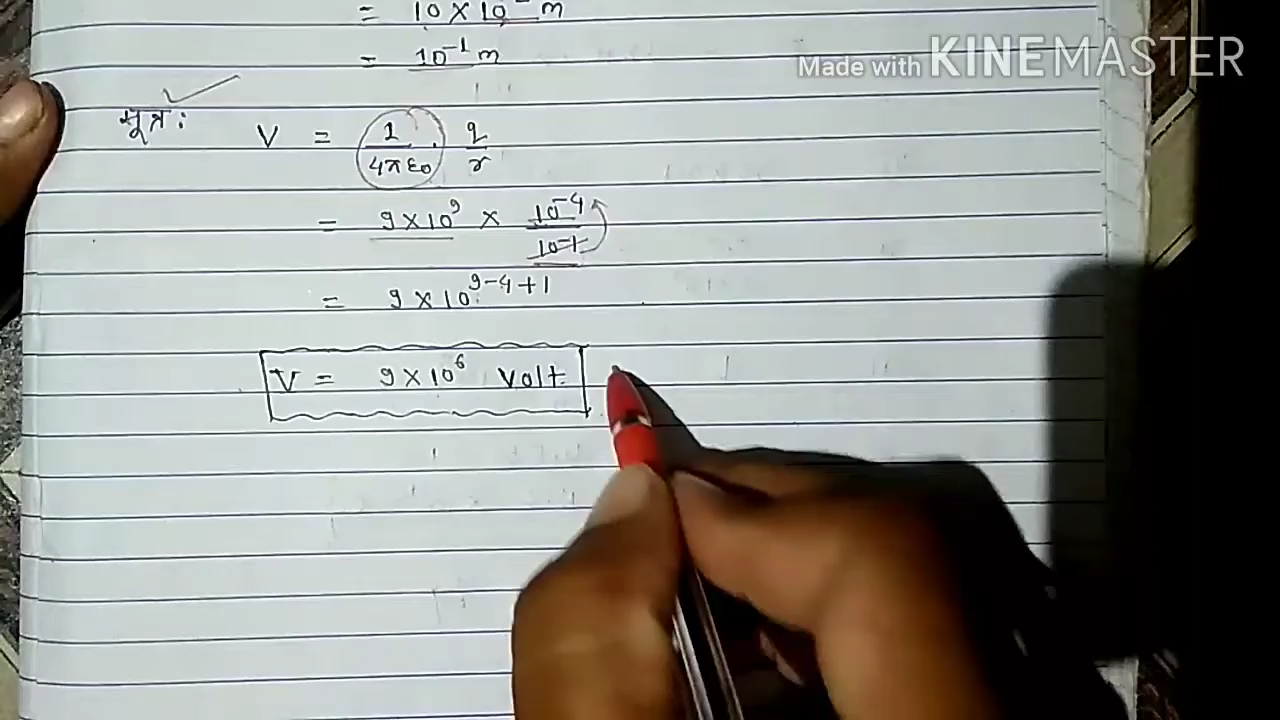 = 10 × 10 m
Made with KINEMASTER
= 10⁻¹ m
सूत्र :
V = 1/4πε₀ . q/r
= 9 × 10⁹ × 10⁻⁴/10⁻¹
= 9 × 10⁹⁻⁴⁺¹
V = 9 × 10⁶ Volt.